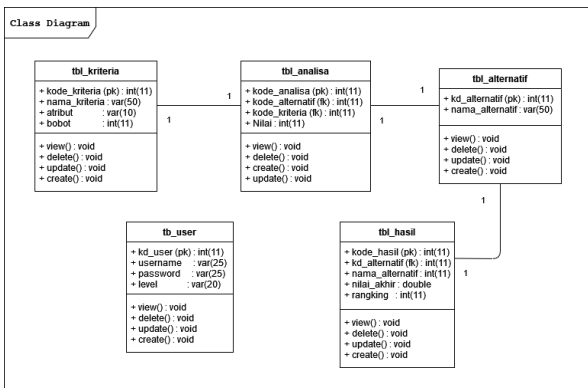 Class Diagram
tbl_kriteria
+ kode_kriteria (pk) : int(11)
+ nama_kriteria : var(50)
+ atribut : var(10)
+ bobot : int(11)
+ view() : void
+ delete() : void
+ update() : void
+ create() : void
1
1
tbl_analisa
+ kode_analisa (pk) : int(11)
+ kode_alternatif (fk) : int(11)
+ kode_kriteria (fk) : int(11)
+ Nilai : int(11)
+ view() : void
+ delete() : void
+ create() : void
+ update() : void
1
1
tbl_alternatif
+ kd_alternatif (pk) : int(11)
+ nama_alternatif : var(50)
+ view() : void
+ delete() : void
+ update() : void
+ create() : void
1
1
tb_user
+ kd_user (pk) : int(11)
+ username : var(25)
+ password : var(25)
+ level : var(20)
+ view() : void
+ delete() : void
+ update() : void
+ create() : void
tbl_hasil
+ kode_hasil (pk) : int(11)
+ kd_alternatif (fk) : int(11)
+ nama_alternatif : int(11)
+ nilai_akhir : double
+ rangking : int(11)
+ view() : void
+ delete() : void
+ update() : void
+ create() : void